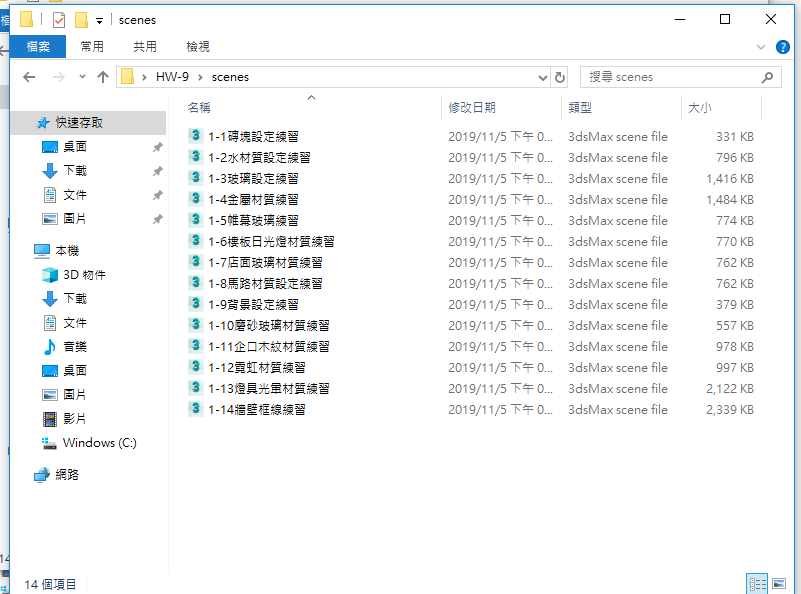 scenes
檔案 常用 共用 檢視
HW-9 scenes 搜尋 scenes
名稱 修改日期 類型 大小
1-1磚塊設定練習 2019/11/5 下午 0... 3dsMax scene file 331 KB
1-2水材質設定練習 2019/11/5 下午 0... 3dsMax scene file 796 KB
1-3玻璃設定練習 2019/11/5 下午 0... 3dsMax scene file 1,416 KB
1-4金屬材質練習 2019/11/5 下午 0... 3dsMax scene file 1,484 KB
1-5帷幕玻璃練習 2019/11/5 下午 0... 3dsMax scene file 774 KB
1-6樓板日光燈材質練習 2019/11/5 下午 0... 3dsMax scene file 770 KB
1-7店面玻璃材質練習 2019/11/5 下午 0... 3dsMax scene file 762 KB
1-8馬路材質設定練習 2019/11/5 下午 0... 3dsMax scene file 762 KB
1-9背景設定練習 2019/11/5 下午 0... 3dsMax scene file 379 KB
1-10磨砂玻璃材質練習 2019/11/5 下午 0... 3dsMax scene file 557 KB
1-11企口木紋材質練習 2019/11/5 下午 0... 3dsMax scene file 978 KB
1-12霓虹材質練習 2019/11/5 下午 0... 3dsMax scene file 997 KB
1-13燈具光暈材質練習 2019/11/5 下午 0... 3dsMax scene file 2,122 KB
1-14牆壁框線練習 2019/11/5 下午 0... 3dsMax scene file 2,339 KB
快速存取
桌面
下載
文件
圖片
本機
3D 物件
下載
文件
音樂
桌面
圖片
影片
Windows (C:)
網路
14 個項目